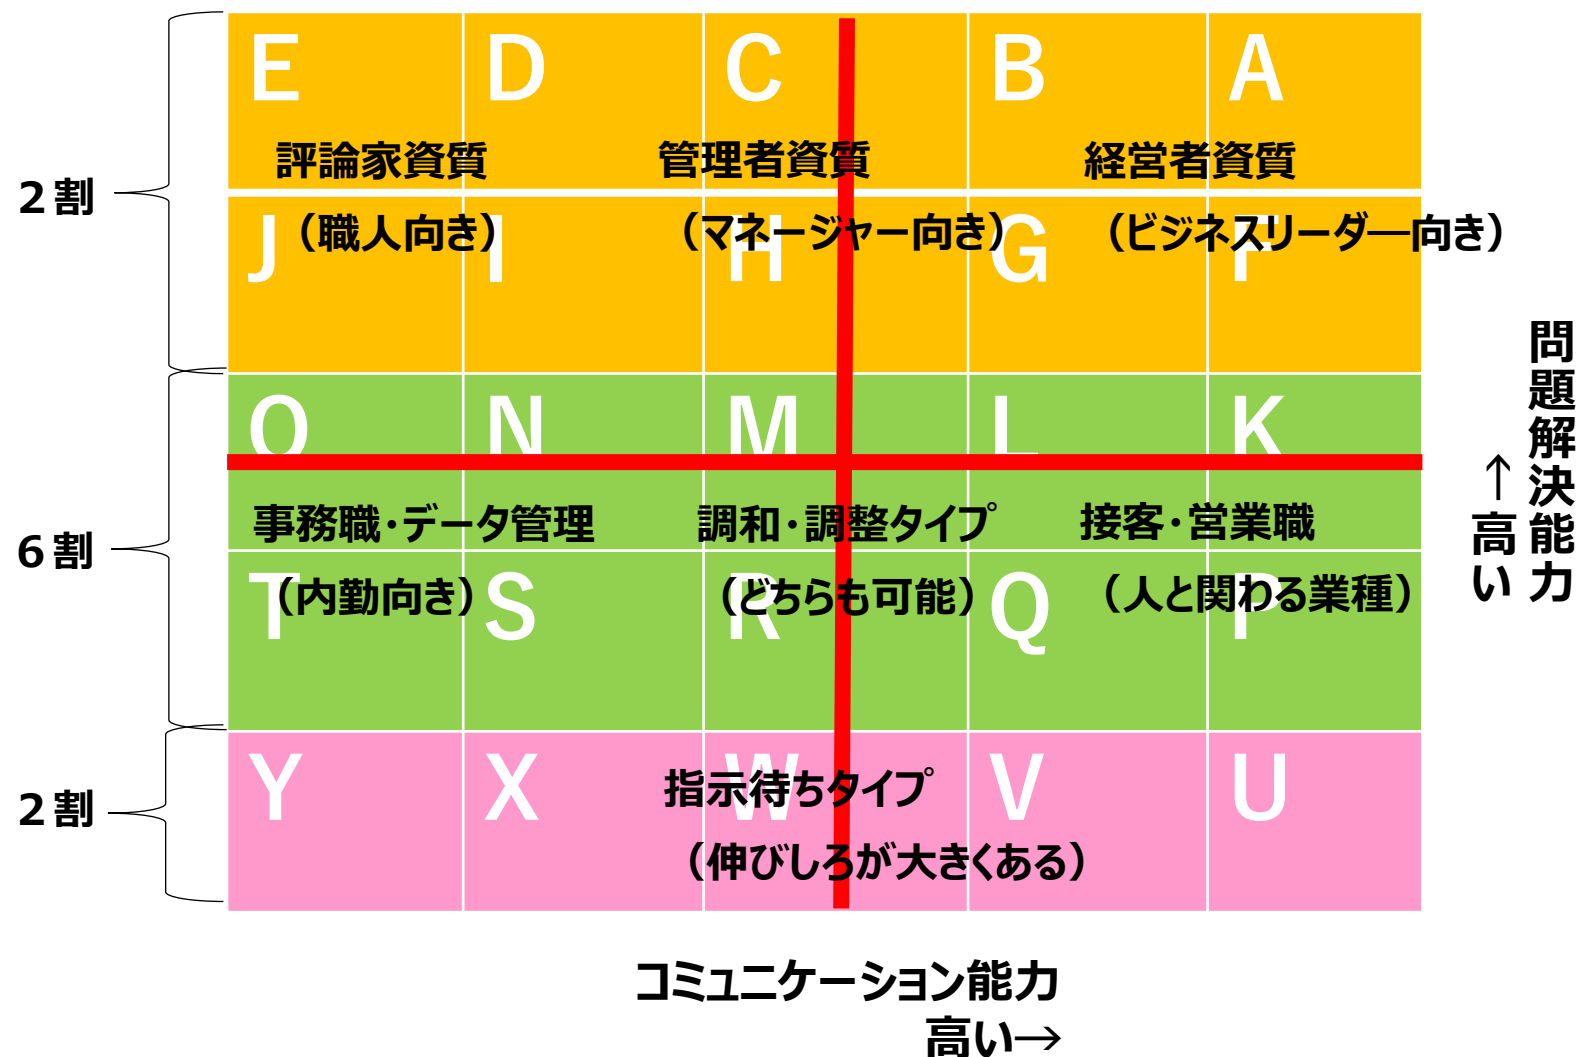 E D C B A
評論家資質 管理者資質 経営者資質
2割
J I H G F
（職人向き） （マネージャー向き） （ビジネスリーダ―向き）
O N M L K
事務職・データ管理 調和・調整タイプ 接客・営業職
6割
T S R Q P
（内勤向き） （どちらも可能） （人と関わる業種）
Y X W V U
指示待ちタイプ
2割
（伸びしろが大きくある）
問題解決能力
↑高い
コミュニケーション能力
高い→